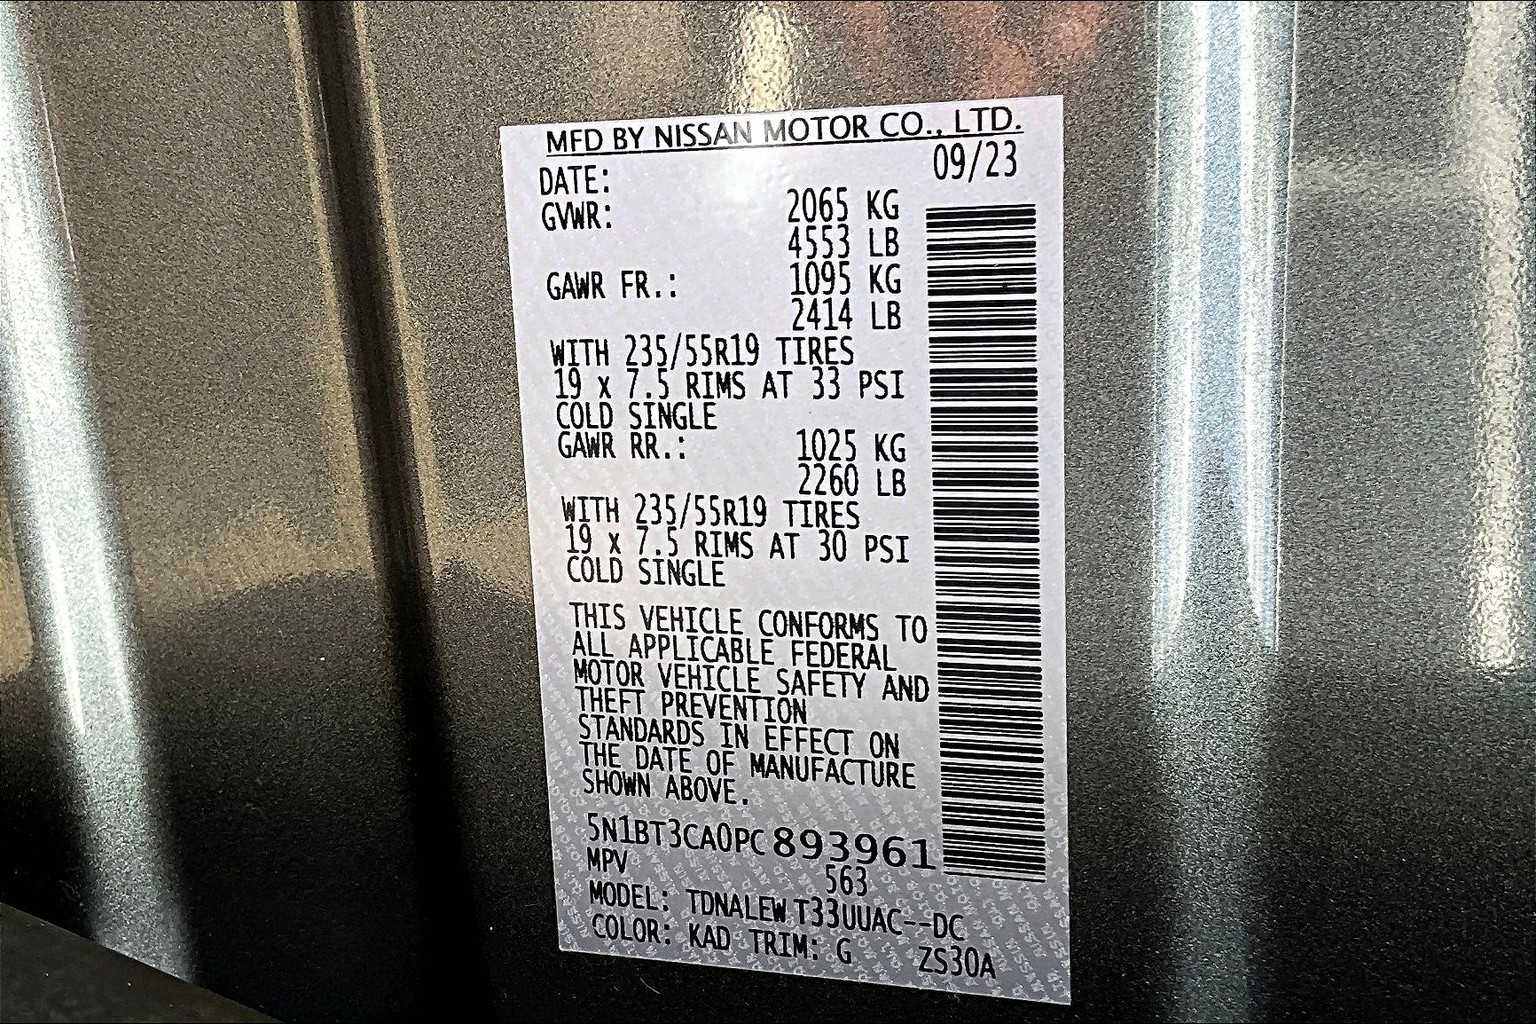 MFD BY NISSAN MOTOR CO., LTD.
DATE: 09/23
GVWR: 2065 KG
4553 LB
GAWR FR.: 1095 KG
2414 LB
WITH 235/55R19 TIRES
19 x 7.5 RIMS AT 33 PSI
COLD SINGLE
GAWR RR.: 1025 KG
2260 LB
WITH 235/55R19 TIRES
19 x 7.5 RIMS AT 30 PSI
COLD SINGLE
THIS VEHICLE CONFORMS TO
ALL APPLICABLE FEDERAL
MOTOR VEHICLE SAFETY AND
THEFT PREVENTION
STANDARDS IN EFFECT ON
THE DATE OF MANUFACTURE
SHOWN ABOVE.
5N1BT3CA0PC 893961
MPV 563
MODEL: TDNALEW T33UUAC--DC
COLOR: KAD TRIM: G ZS30A